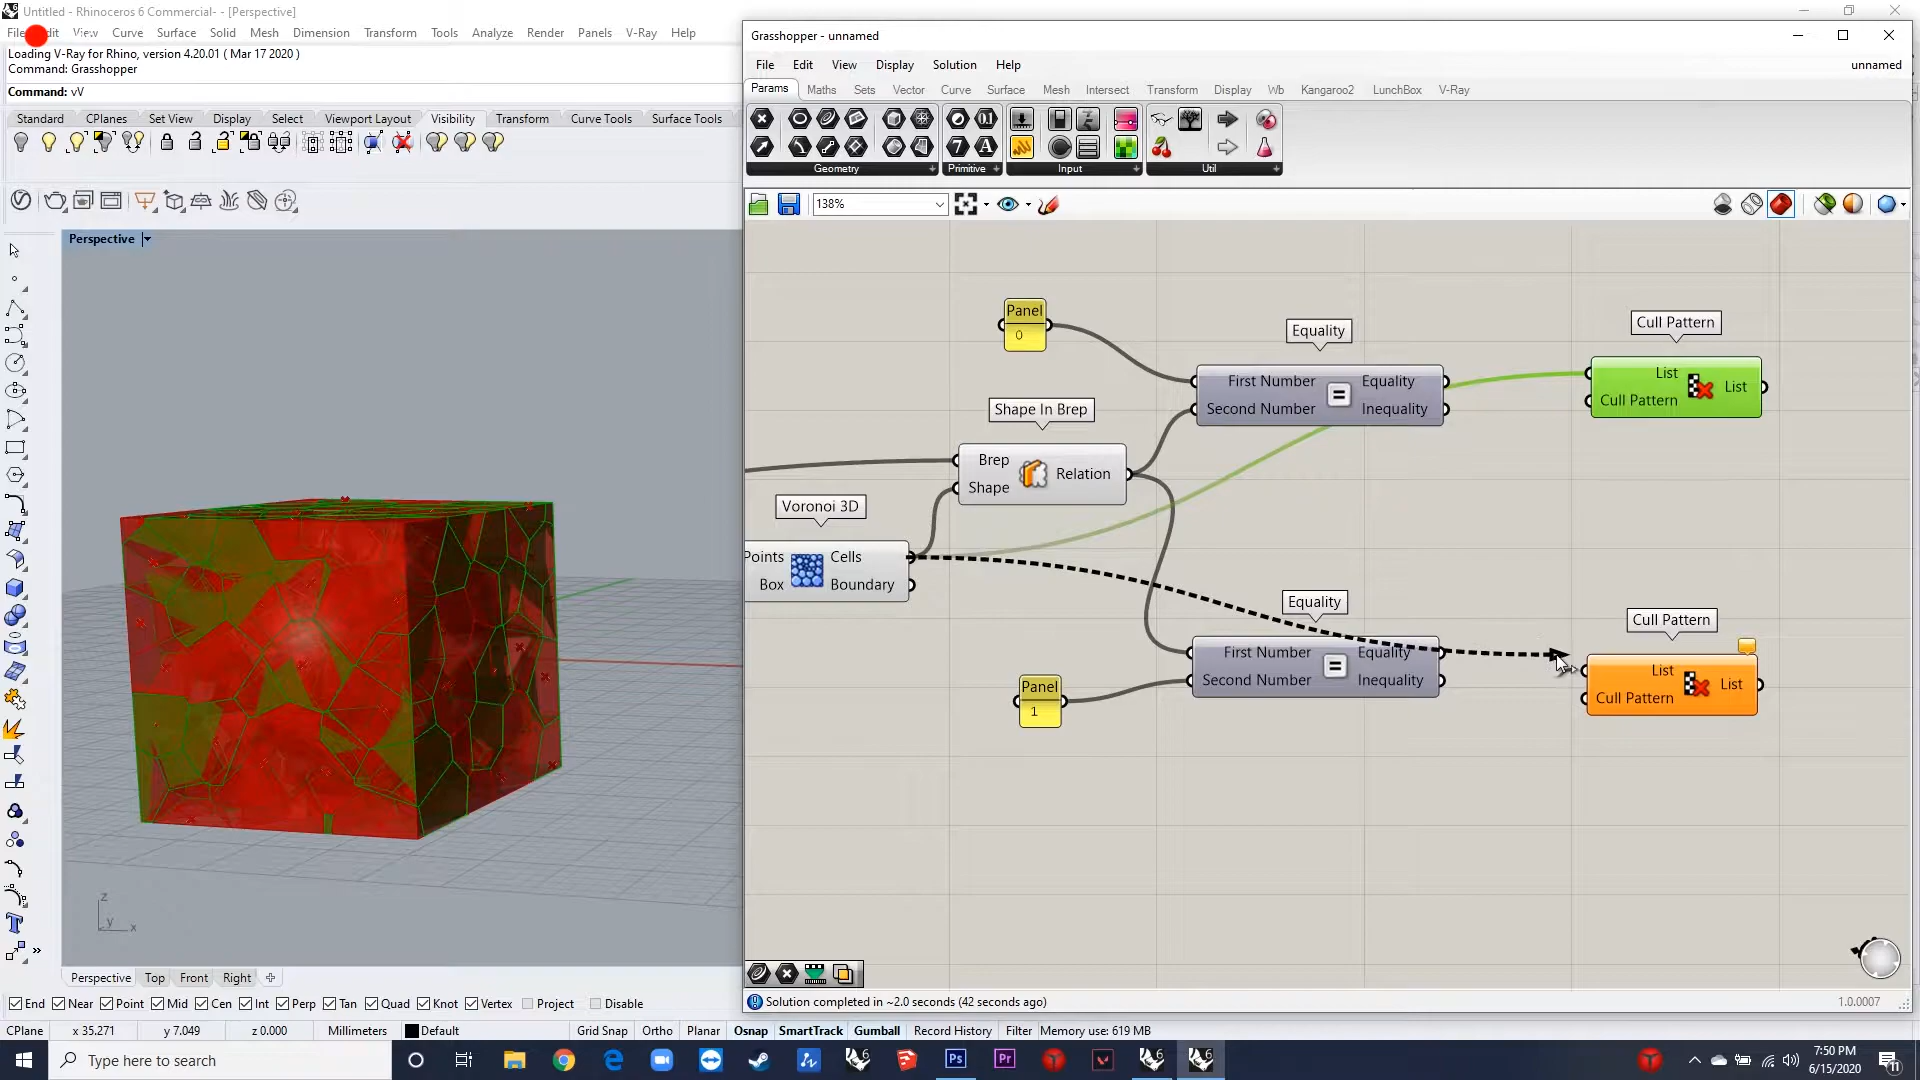 Untitled - Rhinoceros 6 Commercial- - [Perspective]
File Edit View Curve Surface Solid Mesh Dimension Transform Tools Analyze Render Panels V-Ray Help
Loading V-Ray for Rhino, version 4.20.01 ( Mar 17 2020 )
Command: Grasshopper
Command: vV
Standard CPlanes Set View Display Select Viewport Layout Visibility Transform Curve Tools Surface Tools
Perspective
Grasshopper - unnamed
File Edit View Display Solution Help unnamed
Params Maths Sets Vector Curve Surface Mesh Intersect Transform Display Wb Kangaroo2 LunchBox V-Ray
Geometry Primitive Input Util
138%
Panel
0
Equality
First Number Equality
Second Number Inequality
Cull Pattern
List List
Cull Pattern
Shape In Brep
Brep Relation
Shape
Voronoi 3D
Points Cells
Box Boundary
Equality
First Number Equality
Second Number Inequality
Panel
1
Cull Pattern
List List
Cull Pattern
z
y x
Perspective Top Front Right
End Near Point Mid Cen Int Perp Tan Quad Knot Vertex Project Disable
Solution completed in ~2.0 seconds (42 seconds ago) 1.0.0007
CPlane x 35.271 y 7.049 z 0.000 Millimeters Default Grid Snap Ortho Planar Osnap SmartTrack Gumball Record History Filter Memory use: 619 MB
Type here to search
7:50 PM
6/15/2020